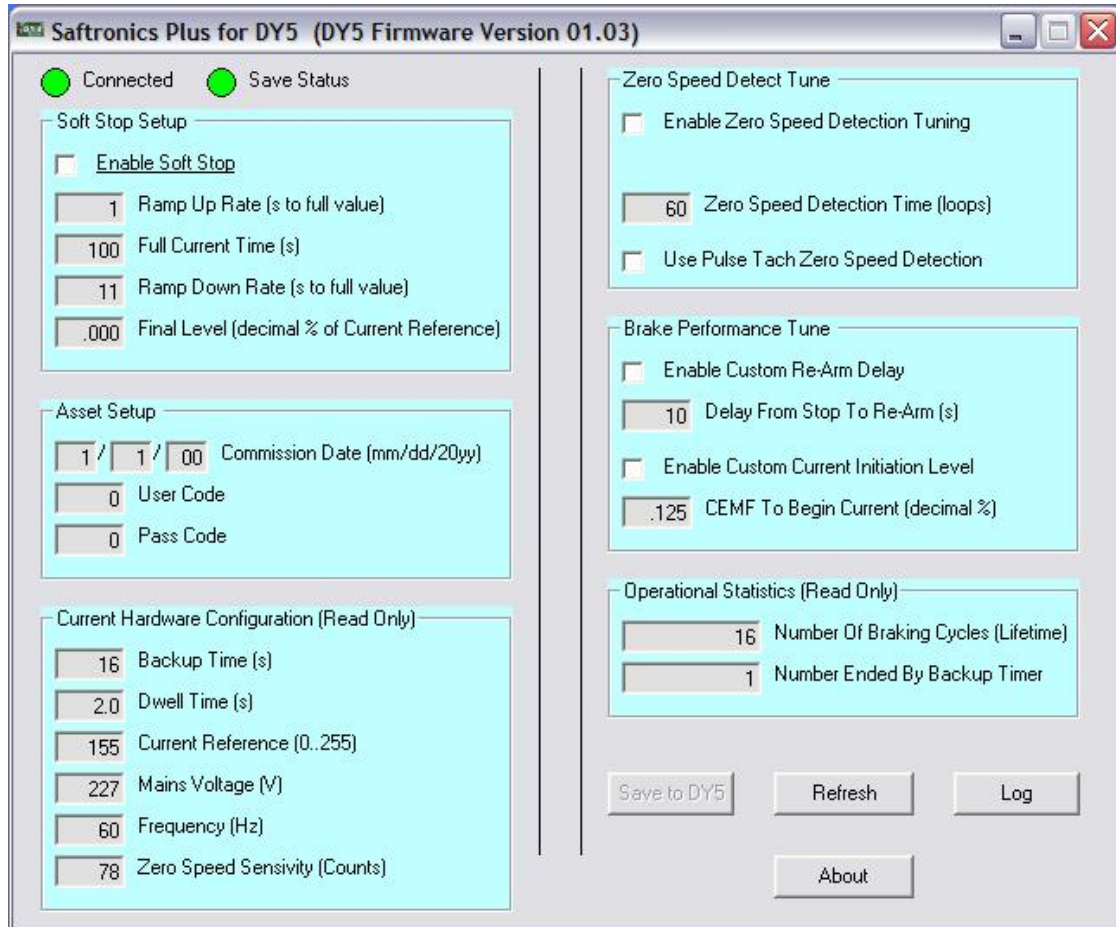 Saftronics Plus for DY5 (DY5 Firmware Version 01.03)
Connected Save Status
Soft Stop Setup
Enable Soft Stop
1 Ramp Up Rate (s to full value)
100 Full Current Time (s)
11 Ramp Down Rate (s to full value)
.000 Final Level (decimal % of Current Reference)
Asset Setup
1 / 1 / 00 Commission Date (mm/dd/20yy)
0 User Code
0 Pass Code
Current Hardware Configuration (Read Only)
16 Backup Time (s)
2.0 Dwell Time (s)
155 Current Reference (0..255)
227 Mains Voltage (V)
60 Frequency (Hz)
78 Zero Speed Sensivity (Counts)
Zero Speed Detect Tune
Enable Zero Speed Detection Tuning
60 Zero Speed Detection Time (loops)
Use Pulse Tach Zero Speed Detection
Brake Performance Tune
Enable Custom Re-Arm Delay
10 Delay From Stop To Re-Arm (s)
Enable Custom Current Initiation Level
.125 CEMF To Begin Current (decimal %)
Operational Statistics (Read Only)
16 Number Of Braking Cycles (Lifetime)
1 Number Ended By Backup Timer
Save to DY5 Refresh Log
About